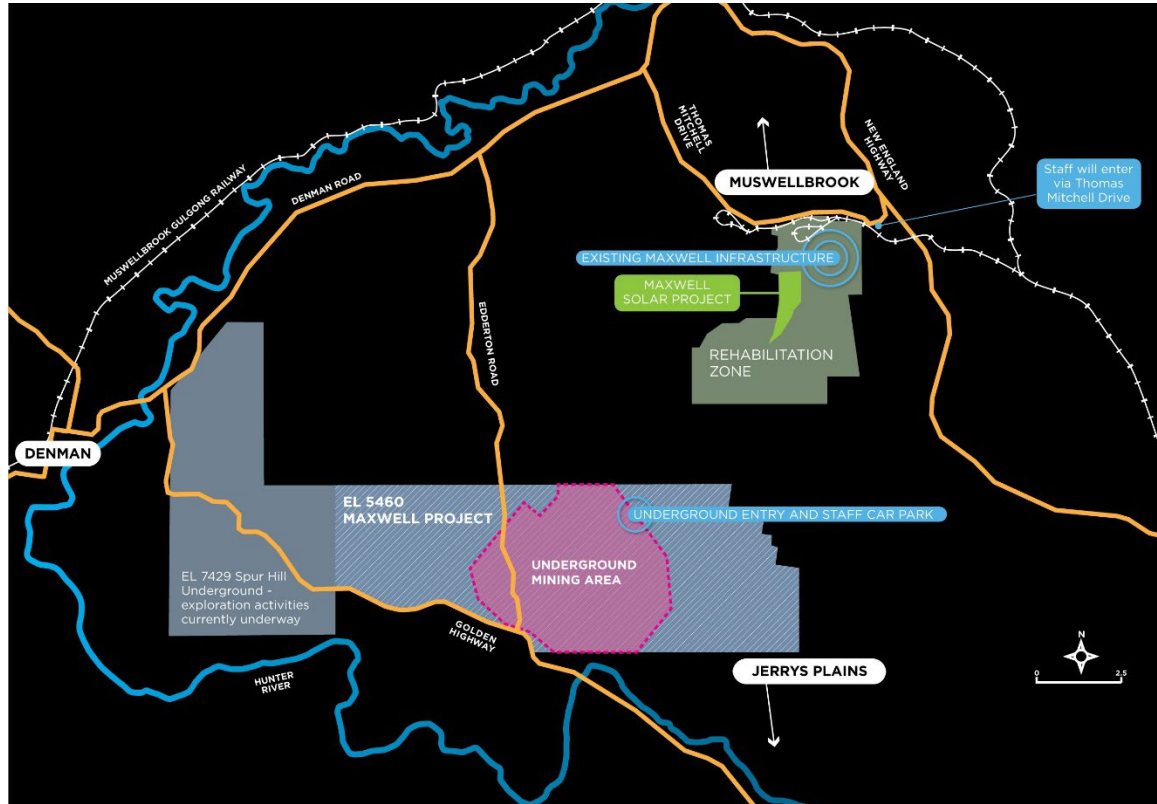 THOMAS
MITCHELL
DRIVE
NEW ENGLAND
HIGHWAY
MUSWELLBROOK
Staff will enter
via Thomas
Mitchell Drive
MUSWELLBROOK GULGONG RAILWAY
DENMAN ROAD
EXISTING MAXWELL INFRASTRUCTURE
MAXWELL
SOLAR PROJECT
EDDERTON ROAD
REHABILITATION
ZONE
DENMAN
EL 5460
MAXWELL PROJECT
UNDERGROUND ENTRY AND STAFF CAR PARK
UNDERGROUND
MINING AREA
EL 7429 Spur Hill
Underground -
exploration activities
currently underway
GOLDEN
HIGHWAY
HUNTER
RIVER
JERRYS PLAINS
N
0 2.5